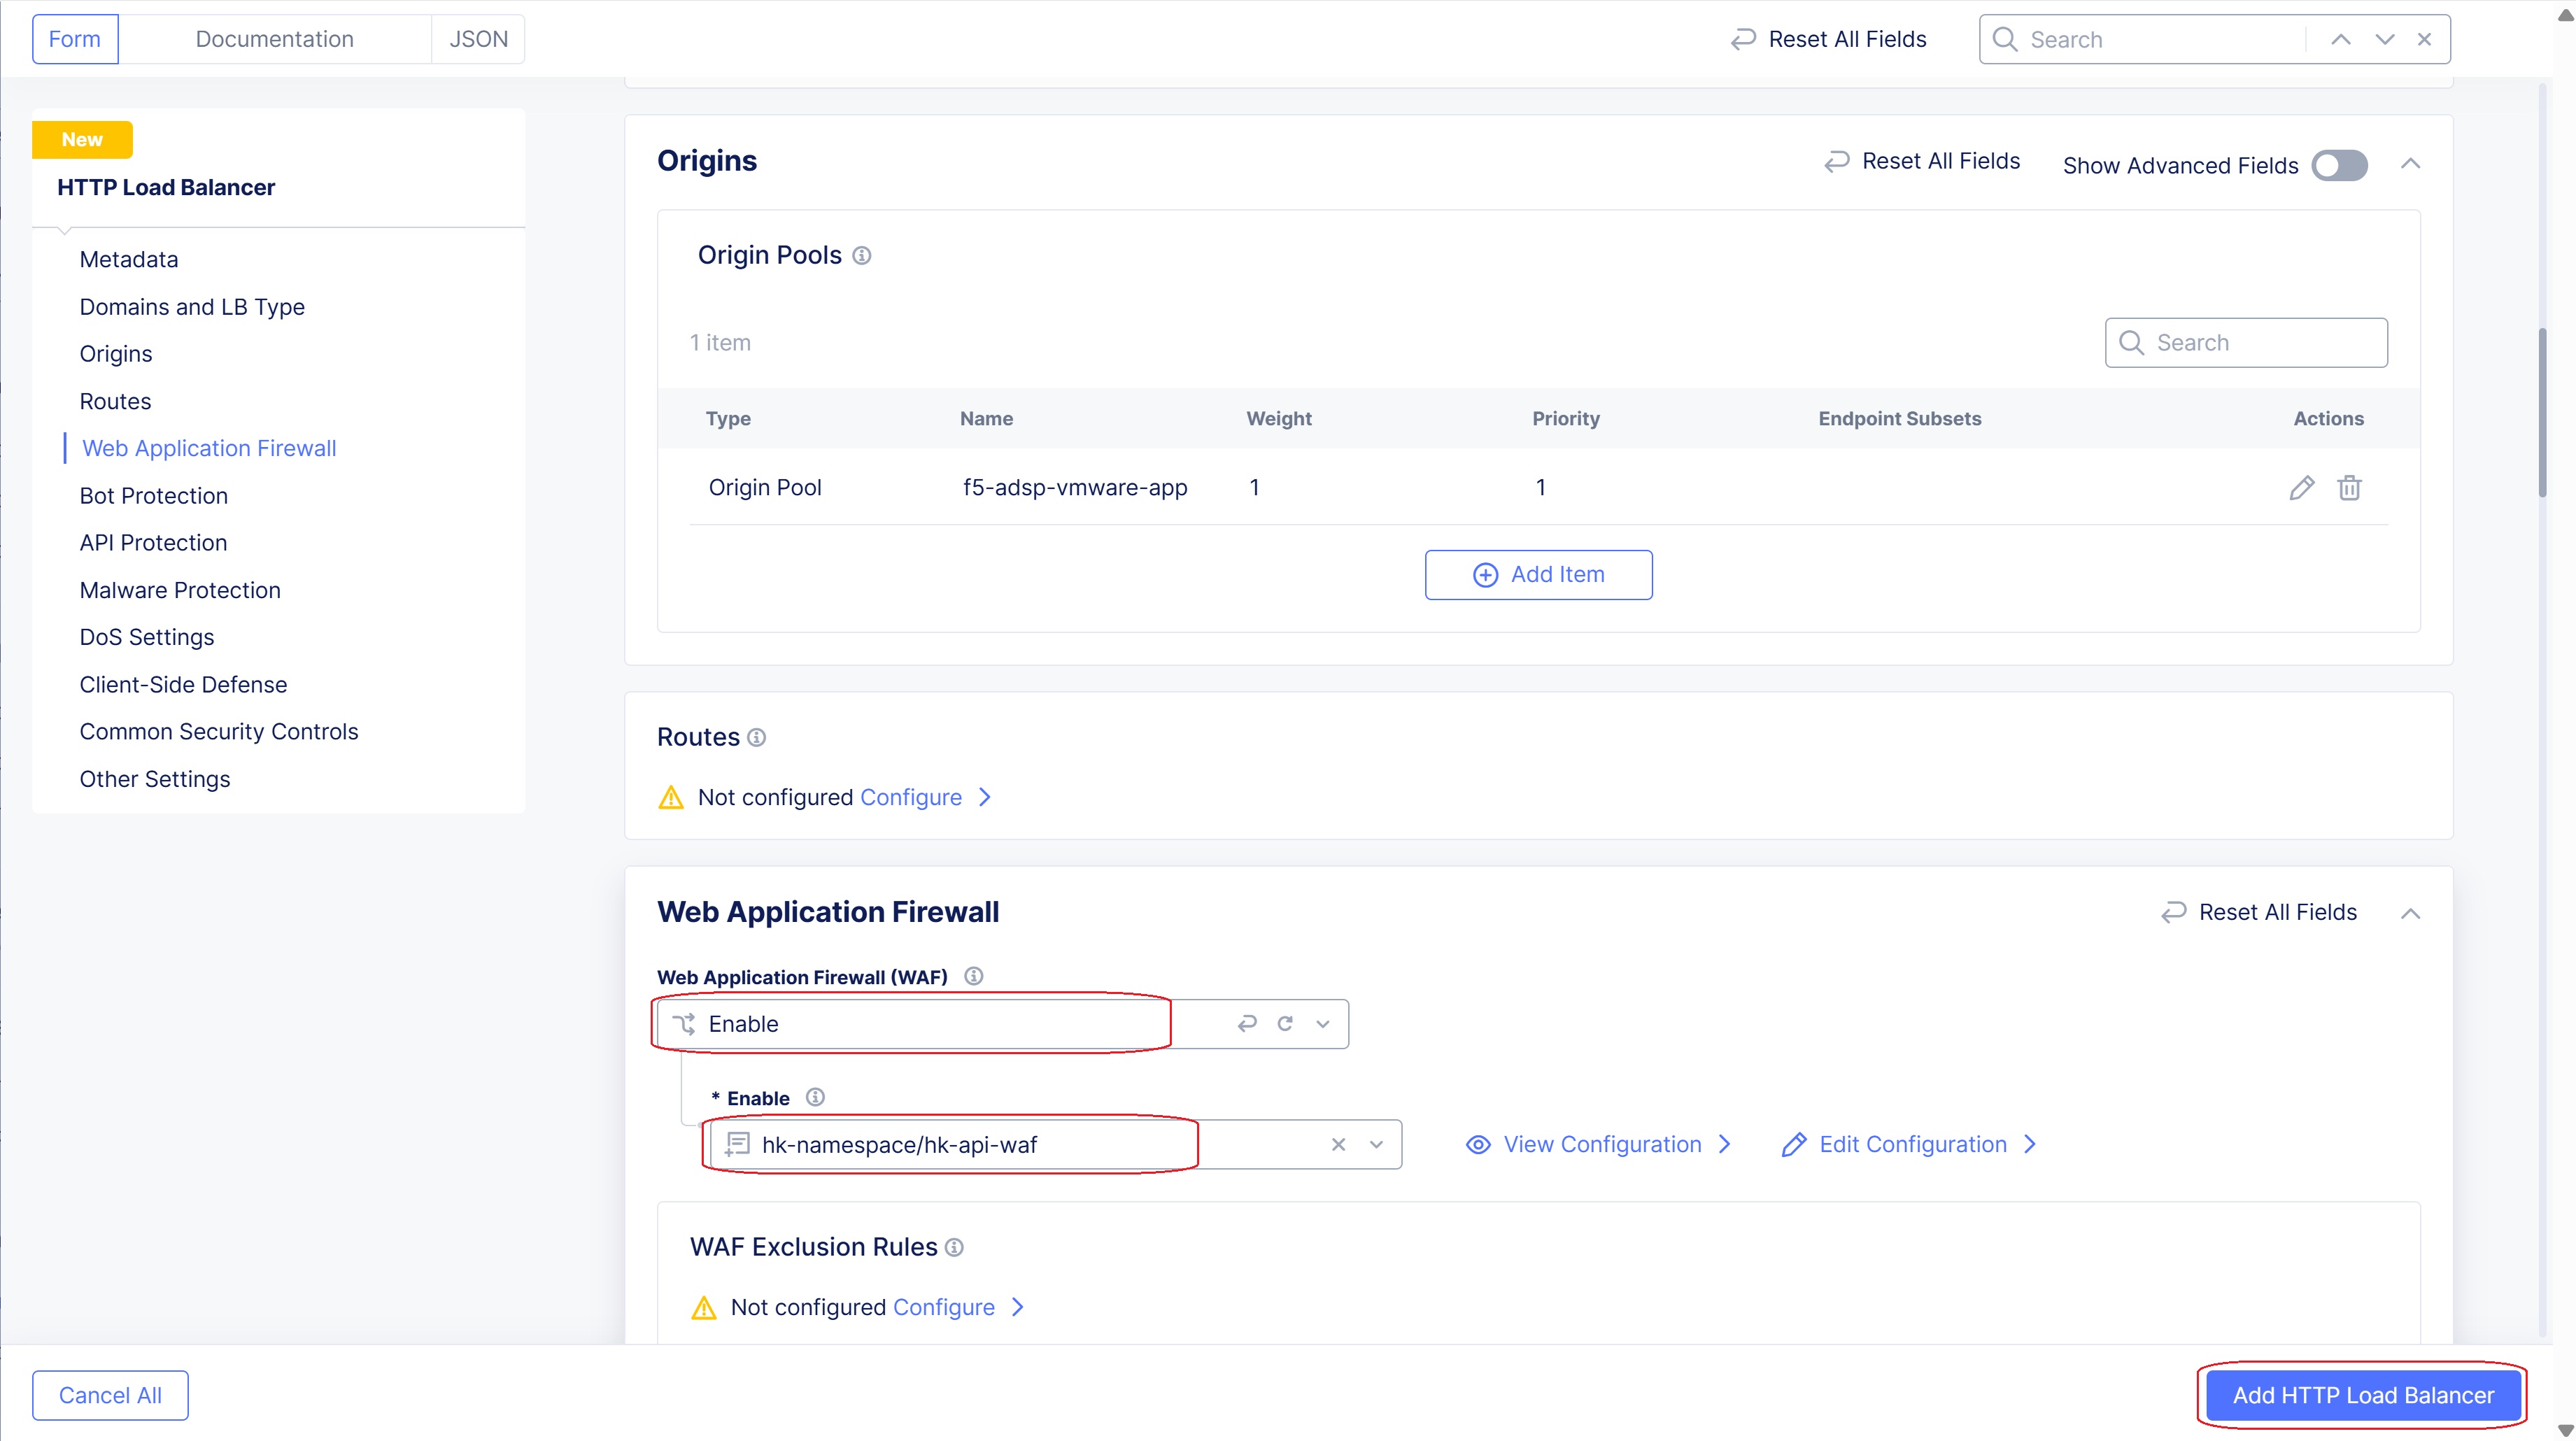 Form
Documentation
JSON
Reset All Fields
Search
New
HTTP Load Balancer
Metadata
Domains and LB Type
Origins
Routes
Web Application Firewall
Bot Protection
API Protection
Malware Protection
DoS Settings
Client-Side Defense
Common Security Controls
Other Settings
Origins
Reset All Fields
Show Advanced Fields
Origin Pools
1 item
Search
Type Name Weight Priority Endpoint Subsets Actions
Origin Pool f5-adsp-vmware-app 1 1
Add Item
Routes
Not configured Configure
Web Application Firewall
Reset All Fields
Web Application Firewall (WAF)
Enable
* Enable
hk-namespace/hk-api-waf
View Configuration
Edit Configuration
WAF Exclusion Rules
Not configured Configure
Cancel All
Add HTTP Load Balancer